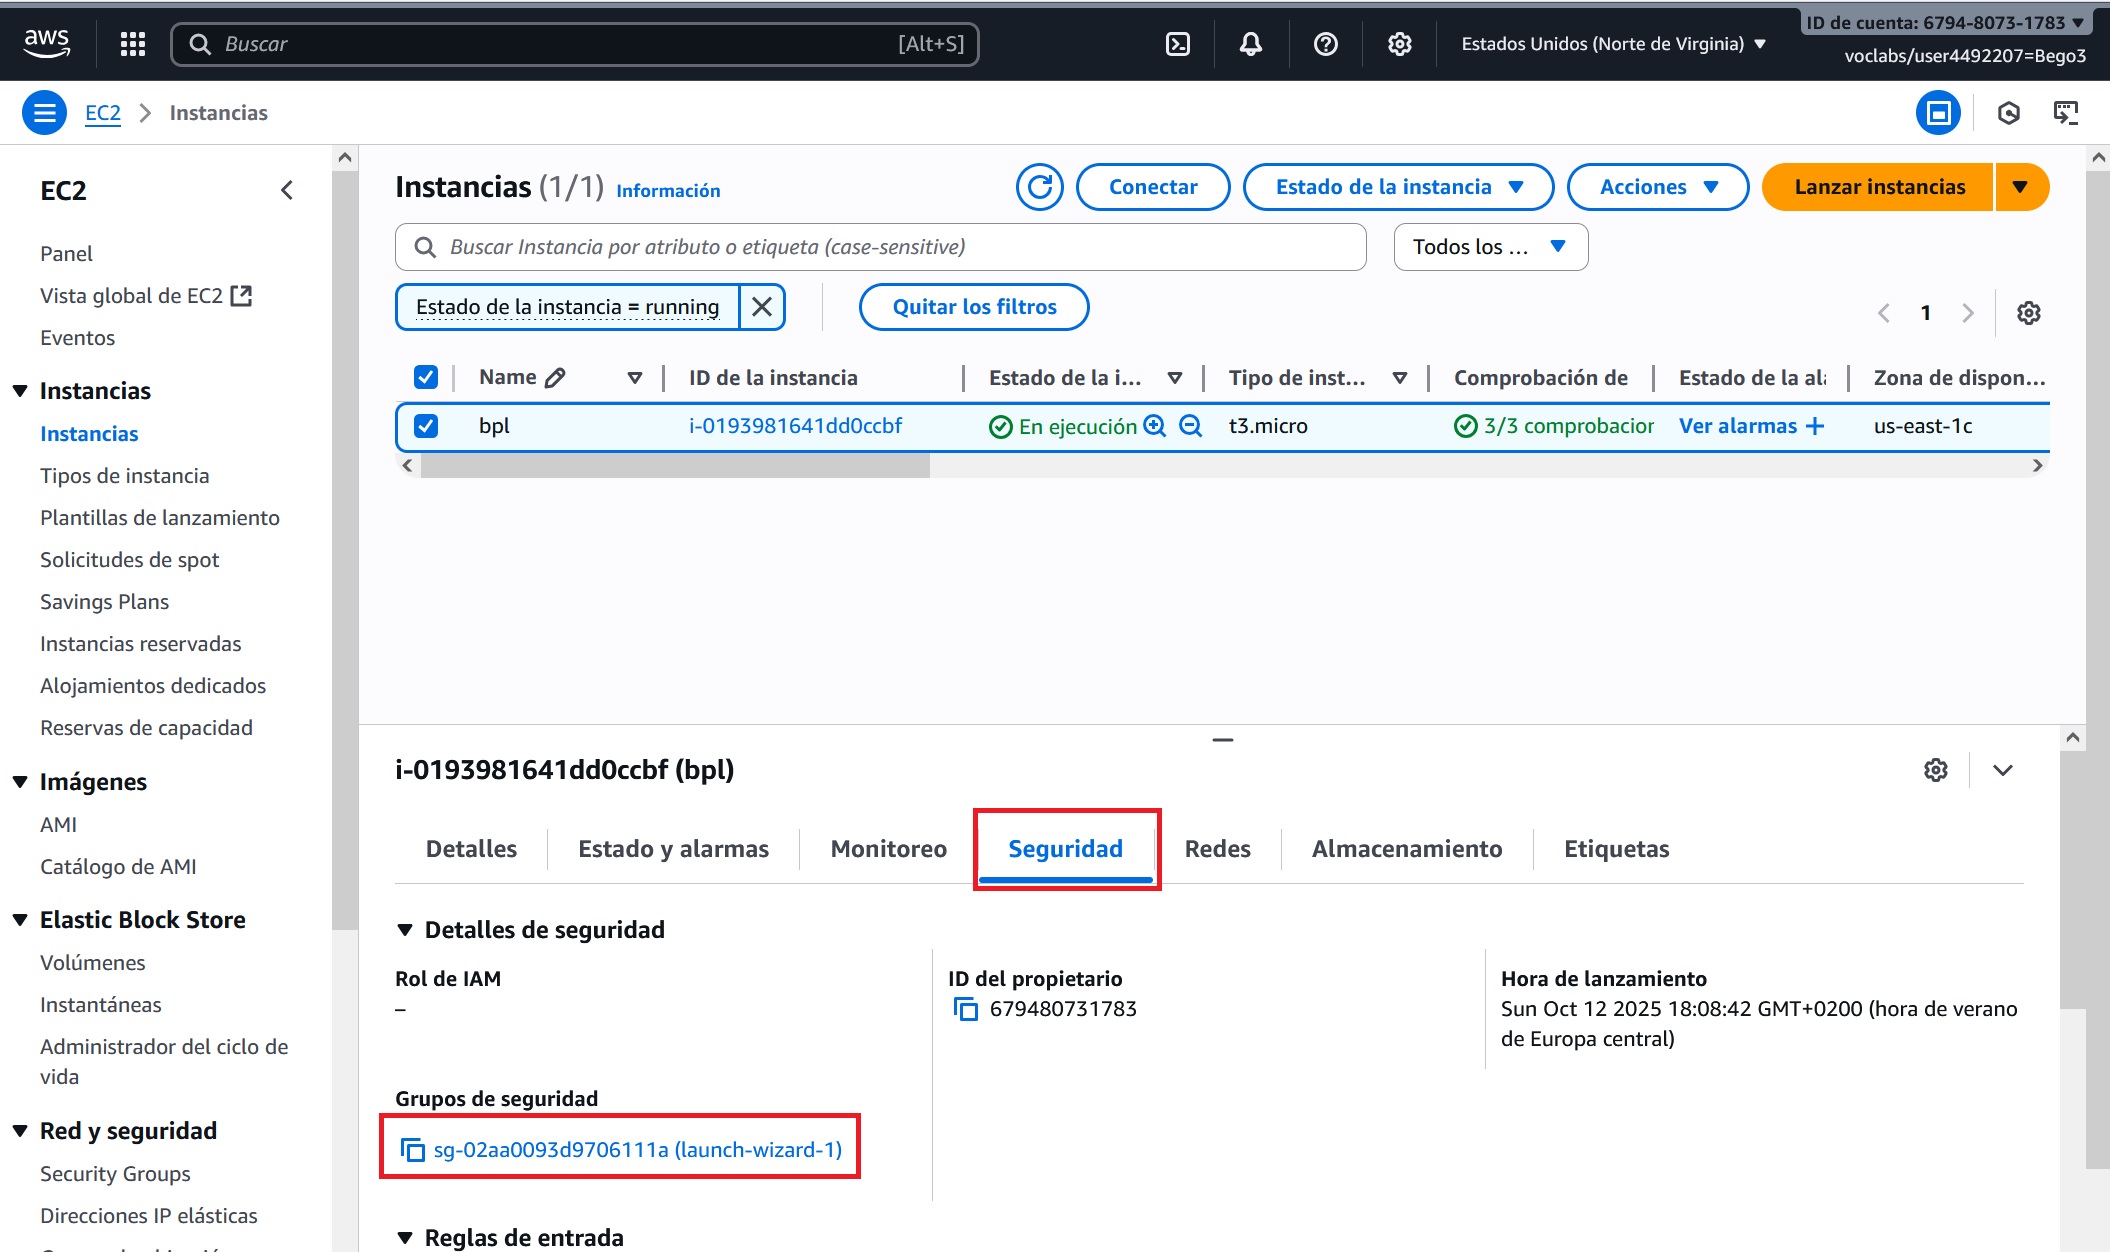 aws
Buscar [Alt+S]
Estados Unidos (Norte de Virginia)
ID de cuenta: 6794-8073-1783
voclabs/user4492207=Bego3
EC2 > Instancias
EC2
Panel
Vista global de EC2
Eventos
Instancias
Instancias
Tipos de instancia
Plantillas de lanzamiento
Solicitudes de spot
Savings Plans
Instancias reservadas
Alojamientos dedicados
Reservas de capacidad
Imágenes
AMI
Catálogo de AMI
Elastic Block Store
Volúmenes
Instantáneas
Administrador del ciclo de
vida
Red y seguridad
Security Groups
Direcciones IP elásticas
Instancias (1/1) Información
Conectar
Estado de la instancia
Acciones
Lanzar instancias
Buscar Instancia por atributo o etiqueta (case-sensitive)
Todos los ...
Estado de la instancia = running
Quitar los filtros
1
Name ID de la instancia Estado de la i... Tipo de inst... Comprobación de Estado de la ala Zona de dispon...
bpl i-0193981641dd0ccbf En ejecución t3.micro 3/3 comprobacior Ver alarmas + us-east-1c
i-0193981641dd0ccbf (bpl)
Detalles Estado y alarmas Monitoreo Seguridad Redes Almacenamiento Etiquetas
Detalles de seguridad
Rol de IAM
–
ID del propietario
679480731783
Hora de lanzamiento
Sun Oct 12 2025 18:08:42 GMT+0200 (hora de verano
de Europa central)
Grupos de seguridad
sg-02aa0093d9706111a (launch-wizard-1)
Reglas de entrada